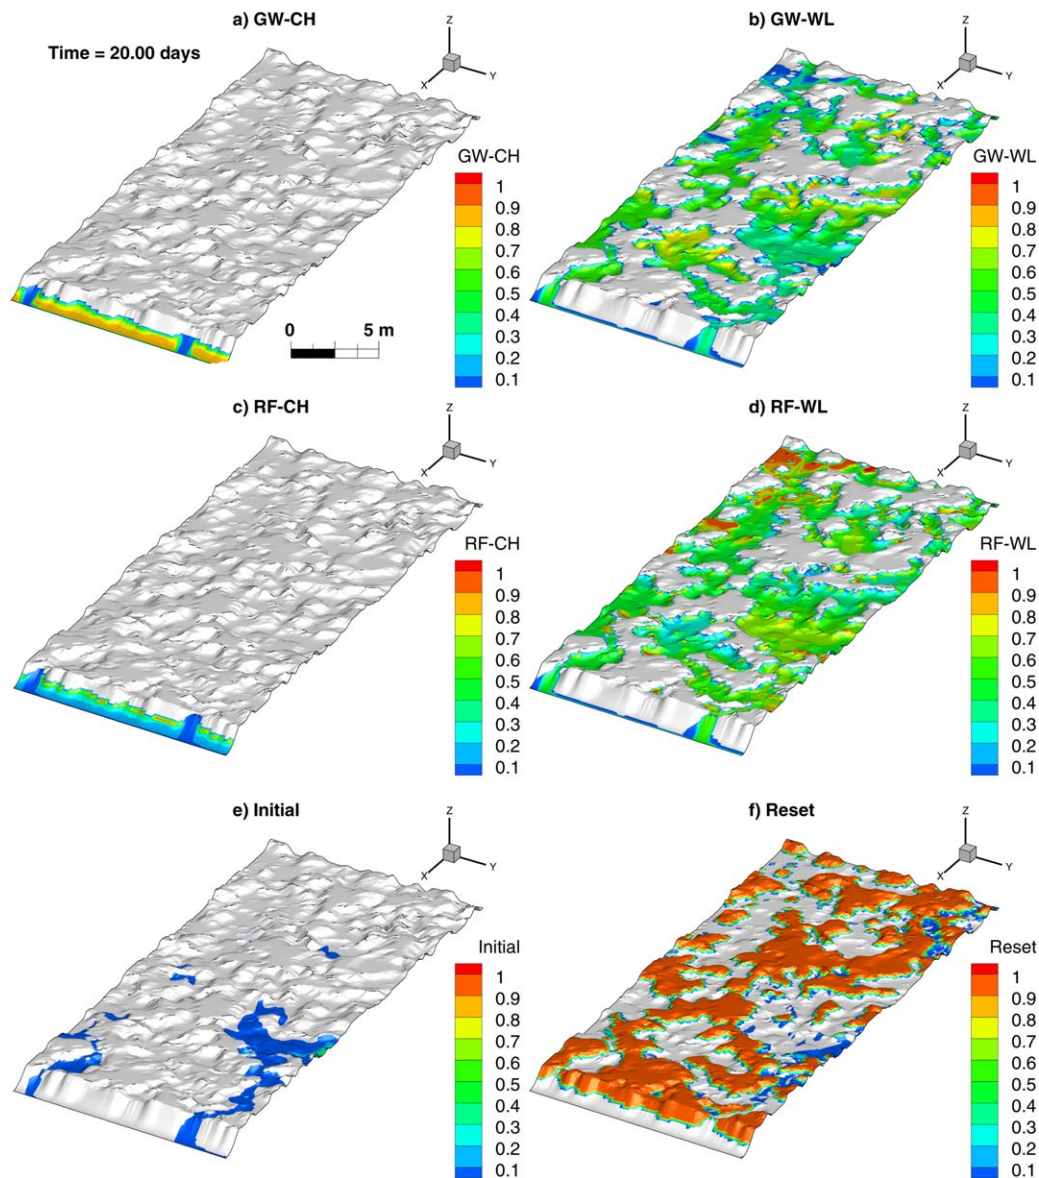 a) GW-CH
b) GW-WL
Time = 20.00 days
Z
X
Y
Z
X
Y
GW-CH
1
0.9
0.8
0.7
0.6
0.5
0.4
0.3
0.2
0.1
0
5 m
GW-WL
1
0.9
0.8
0.7
0.6
0.5
0.4
0.3
0.2
0.1
c) RF-CH
d) RF-WL
Z
X
Y
Z
X
Y
RF-CH
1
0.9
0.8
0.7
0.6
0.5
0.4
0.3
0.2
0.1
RF-WL
1
0.9
0.8
0.7
0.6
0.5
0.4
0.3
0.2
0.1
e) Initial
f) Reset
Z
X
Y
Z
X
Y
Initial
1
0.9
0.8
0.7
0.6
0.5
0.4
0.3
0.2
0.1
Reset
1
0.9
0.8
0.7
0.6
0.5
0.4
0.3
0.2
0.1